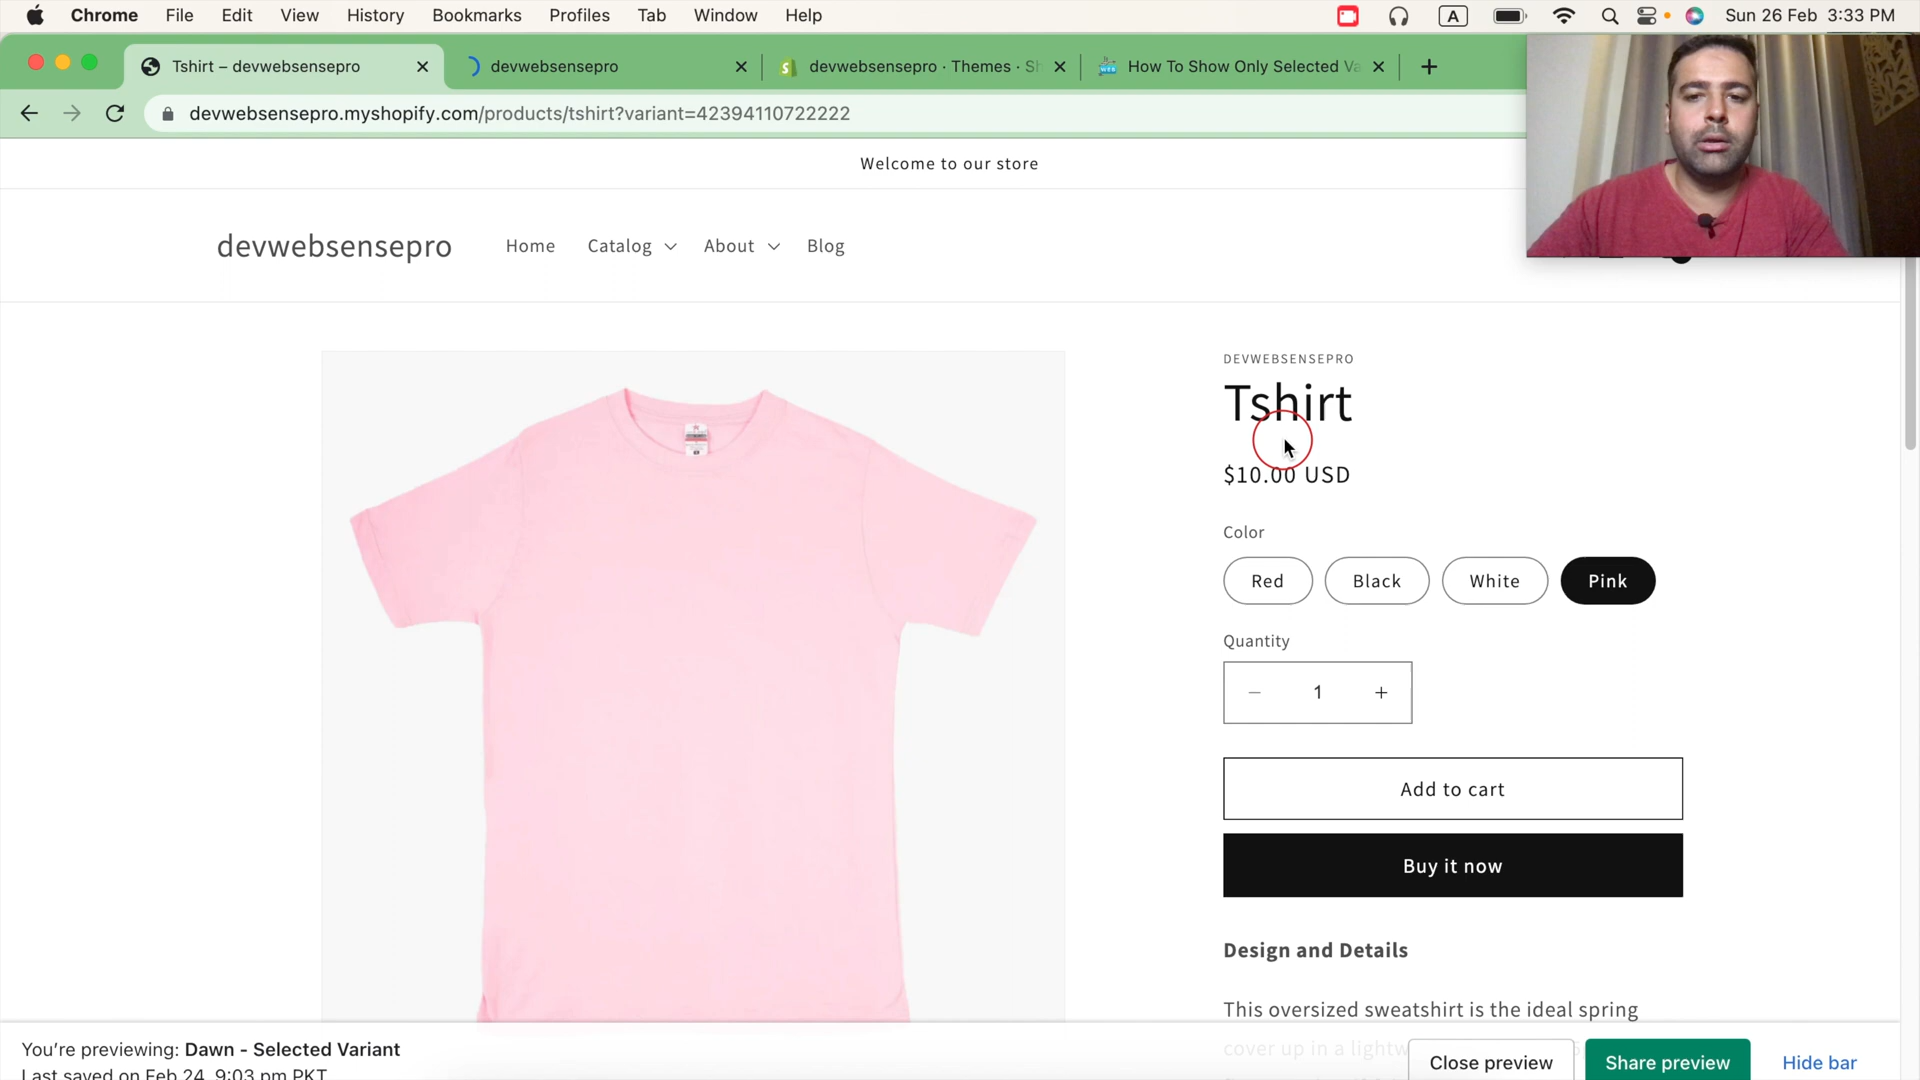 Chrome File Edit View History Bookmarks Profiles Tab Window Help A Sun 26 Feb 3:33 PM
Tshirt – devwebsensepro devwebsensepro devwebsensepro · Themes · Sh How To Show Only Selected Va
devwebsensepro.myshopify.com/products/tshirt?variant=42394110722222
Welcome to our store
devwebsensepro Home Catalog About Blog
DEVWEBSENSEPRO
Tshirt
$10.00 USD
Color
Red Black White Pink
Quantity
1
Add to cart
Buy it now
Design and Details
This oversized sweatshirt is the ideal spring
cover up in a lightw
You're previewing: Dawn - Selected Variant
Last saved on Feb 24, 9:03 pm PKT
Close preview Share preview Hide bar